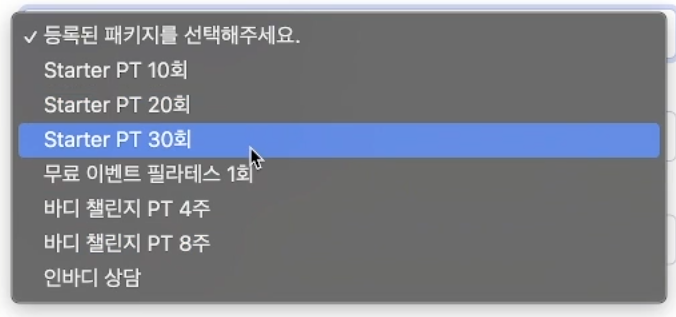 ✓ 등록된 패키지를 선택해주세요.
Starter PT 10회
Starter PT 20회
Starter PT 30회
무료 이벤트 필라테스 1회
바디 챌린지 PT 4주
바디 챌린지 PT 8주
인바디 상담